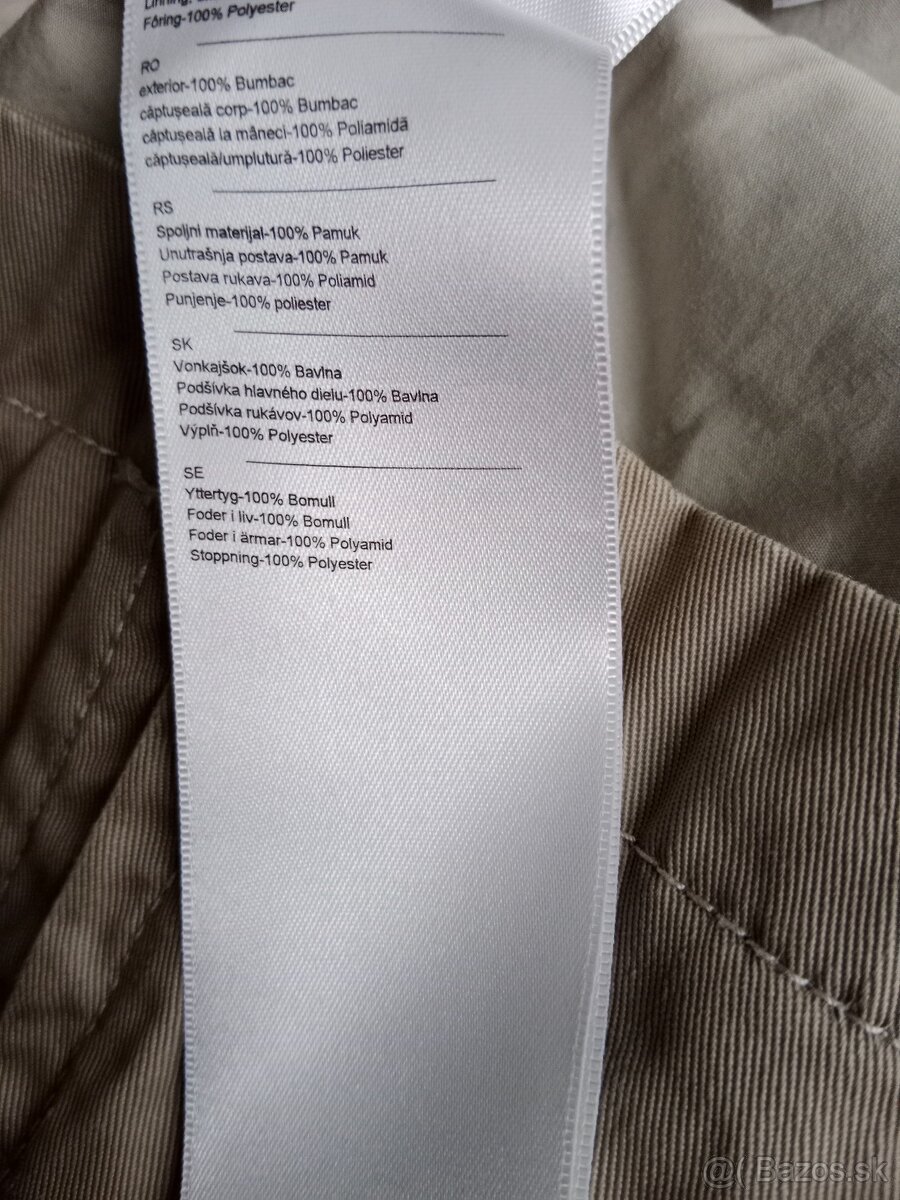 Fôring-100% Polyester
RO
exterior-100% Bumbac
căptușeală corp-100% Bumbac
căptușeală la mâneci-100% Poliamidă
căptușeală/umplutură-100% Poliester
RS
Spoljni materijal-100% Pamuk
Unutrašnja postava-100% Pamuk
Postava rukava-100% Poliamid
Punjenje-100% poliester
SK
Vonkajšok-100% Bavlna
Podšívka hlavného dielu-100% Bavlna
Podšívka rukávov-100% Polyamid
Výplň-100% Polyester
SE
Yttertyg-100% Bomull
Foder i liv-100% Bomull
Foder i ärmar-100% Polyamid
Stoppning-100% Polyester
Bazos.sk